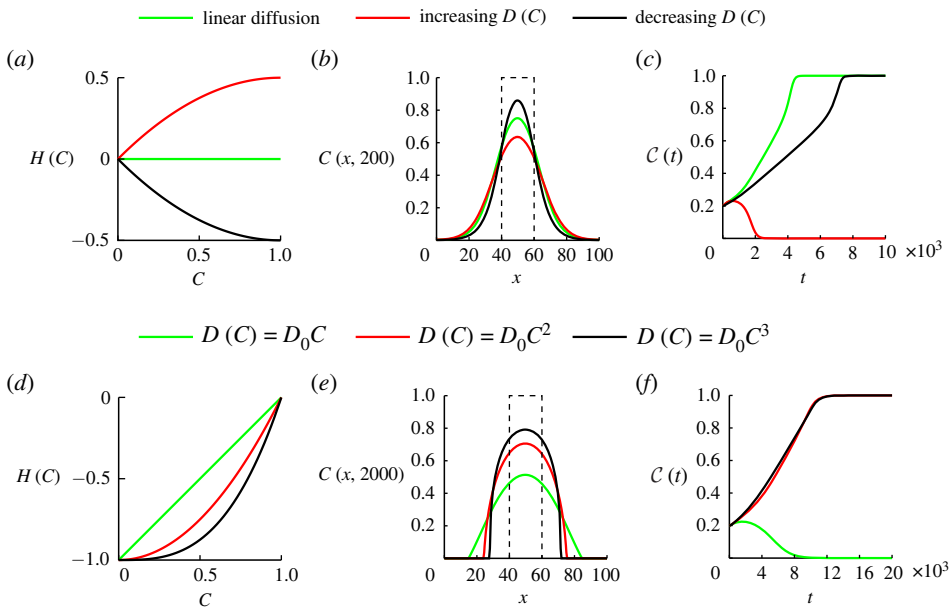 linear diffusion increasing D (C) decreasing D (C)
(a) (b) (c)
0.5 1.0 1.0
0.8 0.8
H (C) 0 C (x, 200) 0.6 C (t) 0.6
0.4 0.4
0.2 0.2
−0.5
0 0.5 1.0 0 20 40 60 80 100 0 2 4 6 8 10 ×10³
C x t
D (C) = D₀C D (C) = D₀C² D (C) = D₀C³
(d) (e) (f)
0 1.0 1.0
0.8 0.8
H (C) −0.5 C (x, 2000) 0.6 C (t) 0.6
0.4 0.4
0.2 0.2
−1.0
0 0.5 1.0 0 20 40 60 80 100 0 4 8 12 16 20 ×10³
C x t